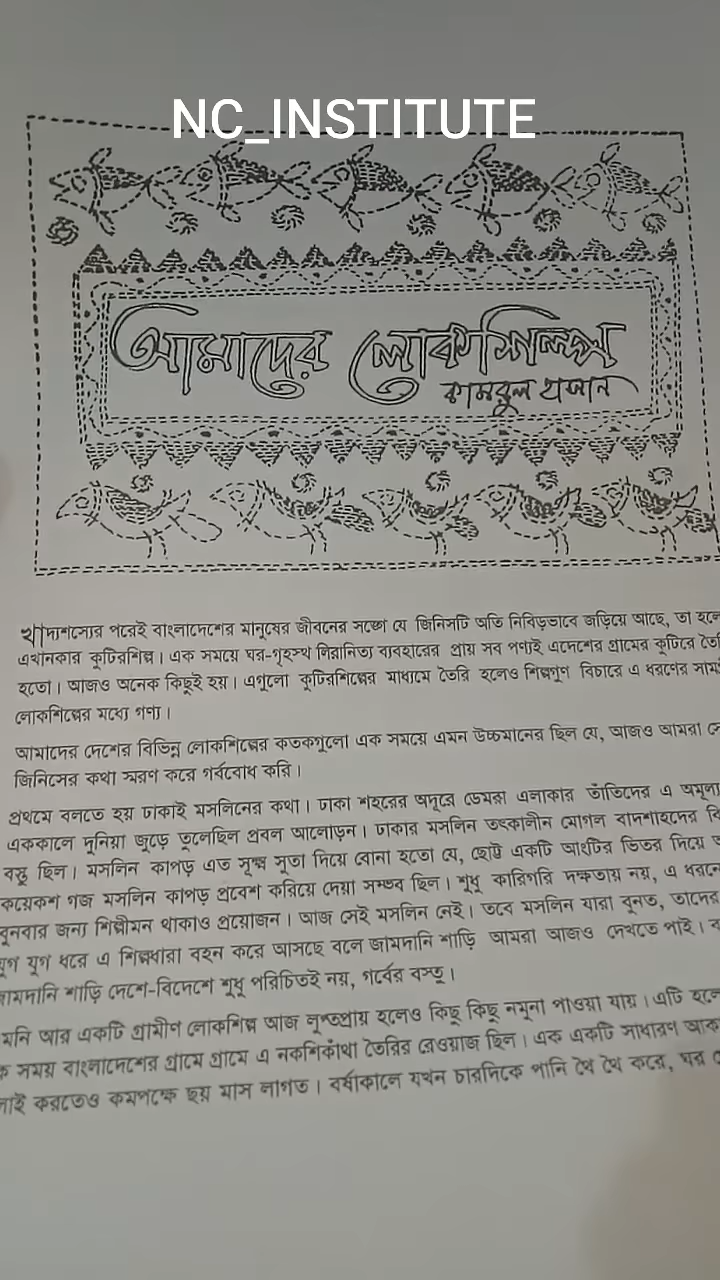 NC_INSTITUTE
আমাদের লোকশিল্প
কামরুল হাসান
খাদ্যশস্যের পরেই বাংলাদেশের মানুষের জীবনের সঙ্গে যে জিনিসটি অতি নিবিড়ভাবে জড়িয়ে আছে, তা হলো
এখানকার কুটিরশিল্প। এক সময়ে ঘর-গৃহস্থ নিরানিত্য ব্যবহারের প্রায় সব পণ্যই এদেশের গ্রামের কুটিরে তৈ
হতো। আজও অনেক কিছুই হয়। এগুলো কুটিরশিল্পের মাধ্যমে তৈরি হলেও শিল্পগুণ বিচারে এ ধরণের সাম
লোকশিল্পের মধ্যে গণ্য।
আমাদের দেশের বিভিন্ন লোকশিল্পের কতকগুলো এক সময়ে এমন উচ্চমানের ছিল যে, আজও আমরা
জিনিসের কথা স্মরণ করে গর্ববোধ করি।
প্রথমে বলতে হয় ঢাকাই মসলিনের কথা। ঢাকা শহরের অদূরে ডেমরা এলাকার তাঁতিদের এ অমূল্য
এককালে দুনিয়া জুড়ে তুলেছিল প্রবল আলোড়ন। ঢাকার মসলিন তৎকালীন মোগল বাদশাহদের বি
বস্তু ছিল। মসলিন কাপড় এত সূক্ষ্ম সুতা দিয়ে বোনা হতো যে, ছোট্ট একটি আংটির ভিতর দিয়ে
কয়েকশ গজ মসলিন কাপড় প্রবেশ করিয়ে দেয়া সম্ভব ছিল। শুধু কারিগরি দক্ষতায় নয়, এ ধরনে
বুনবার জন্য শিল্পীমন থাকাও প্রয়োজন। আজ সেই মসলিন নেই। তবে মসলিন যারা বুনত, তাদের
যুগ যুগ ধরে এ শিল্পধারা বহন করে আসছে বলে জামদানি শাড়ি আমরা আজও দেখতে পাই। ব
জামদানি শাড়ি দেশে-বিদেশে শুধু পরিচিতই নয়, গর্বের বস্তু।
মনি আর একটি গ্রামীণ লোকশিল্প আজ লুপ্তপ্রায় হলেও কিছু কিছু নমুনা পাওয়া যায়। এটি হলো
ক সময় বাংলাদেশের গ্রামে গ্রামে এ নকশিকাঁথা তৈরির রেওয়াজ ছিল। এক একটি সাধারণ আক
লাই করতেও কমপক্ষে ছয় মাস লাগত। বর্ষাকালে যখন চারদিকে পানি থৈ থৈ করে, ঘর